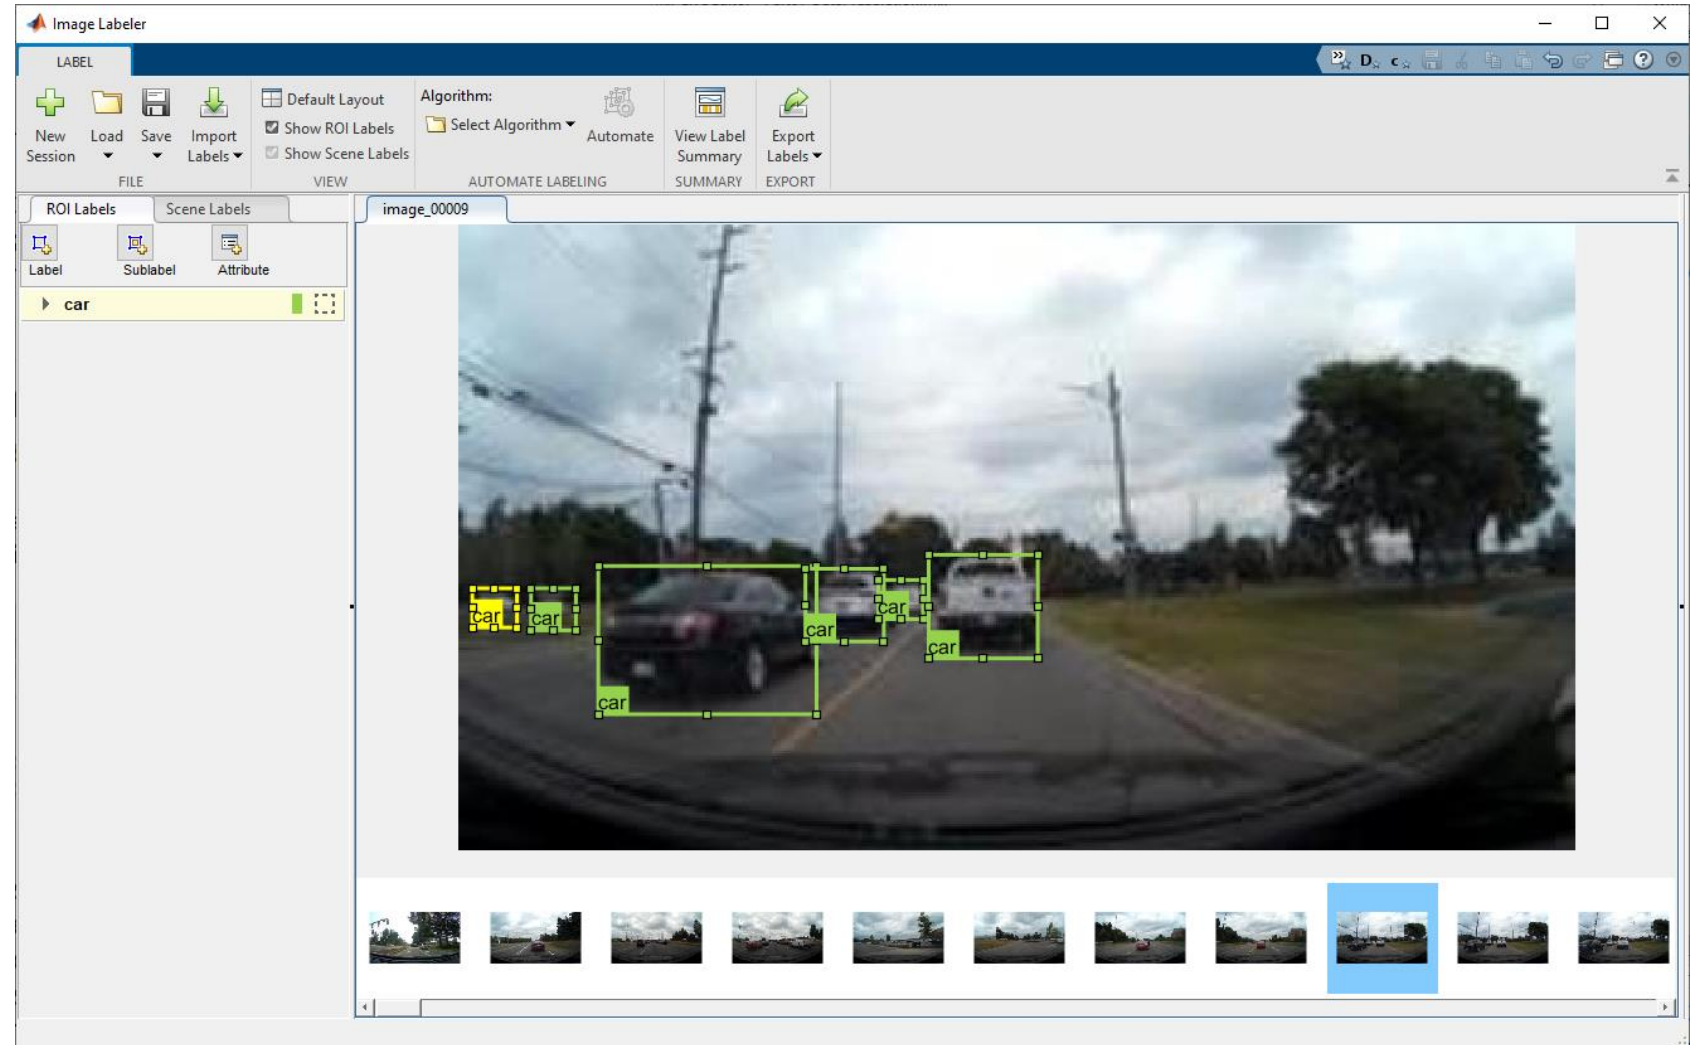 Image Labeler
LABEL
New Session
Load
Save
Import Labels
FILE
Default Layout
Show ROI Labels
Show Scene Labels
VIEW
Algorithm:
Select Algorithm
Automate
AUTOMATE LABELING
View Label Summary
SUMMARY
Export Labels
EXPORT
ROI Labels
Scene Labels
image_00009
Label
Sublabel
Attribute
car
car
car
car
car
car
car